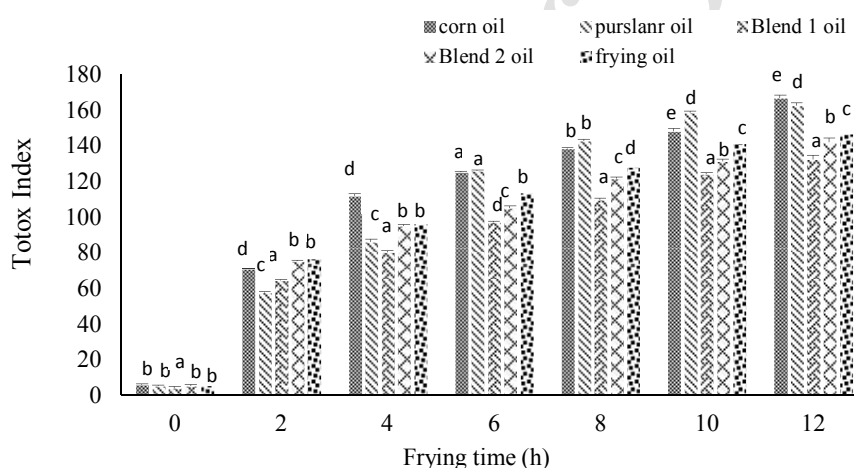 corn oil purslanr oil Blend 1 oil
Blend 2 oil frying oil
180
160
140
120
100
80
60
40
20
0
Totox Index
b b a b b
d c a b b
d c a b b
a a d c b
b b a c d
e d a b c
e d a b c
0 2 4 6 8 10 12
Frying time (h)